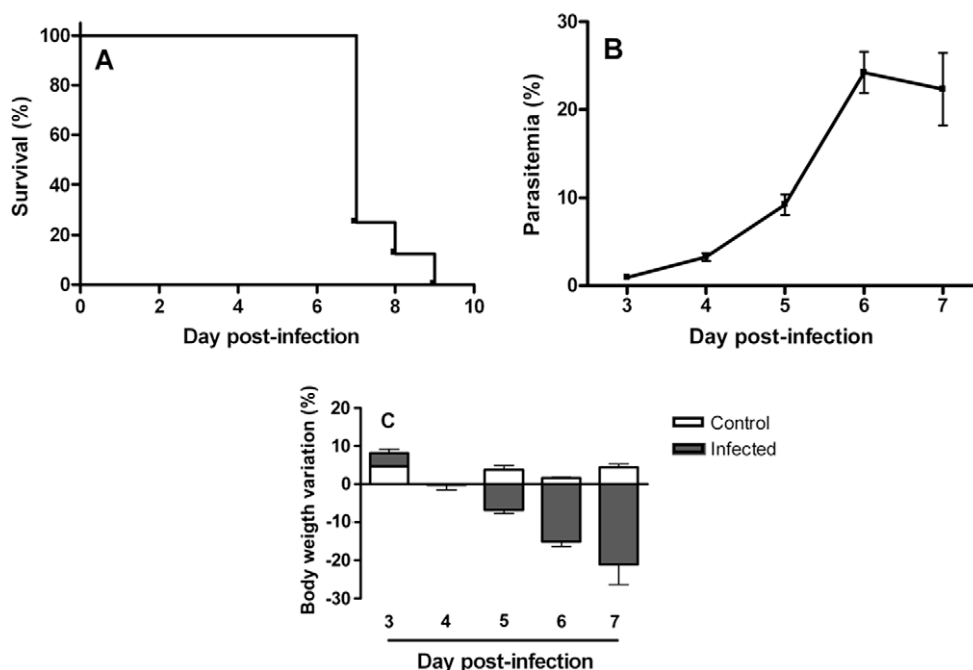 A
Survival (%)
100
80
60
40
20
0
0 2 4 6 8 10
Day post-infection
B
Parasitemia (%)
30
20
10
0
3 4 5 6 7
Day post-infection
C
Body weigth variation (%)
20
10
0
-10
-20
-30
3 4 5 6 7
Day post-infection
Control
Infected